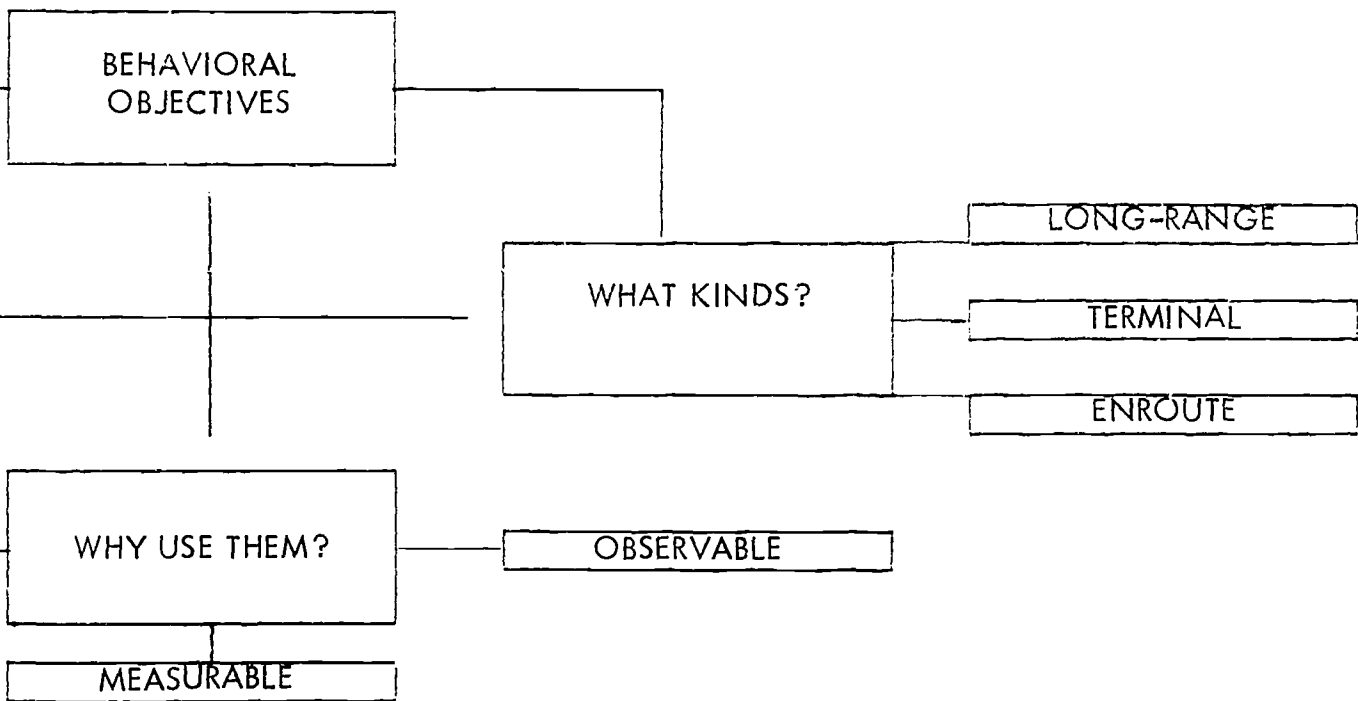 BEHAVIORAL
OBJECTIVES
LONG-RANGE
WHAT KINDS?
TERMINAL
ENROUTE
WHY USE THEM?
OBSERVABLE
MEASURABLE